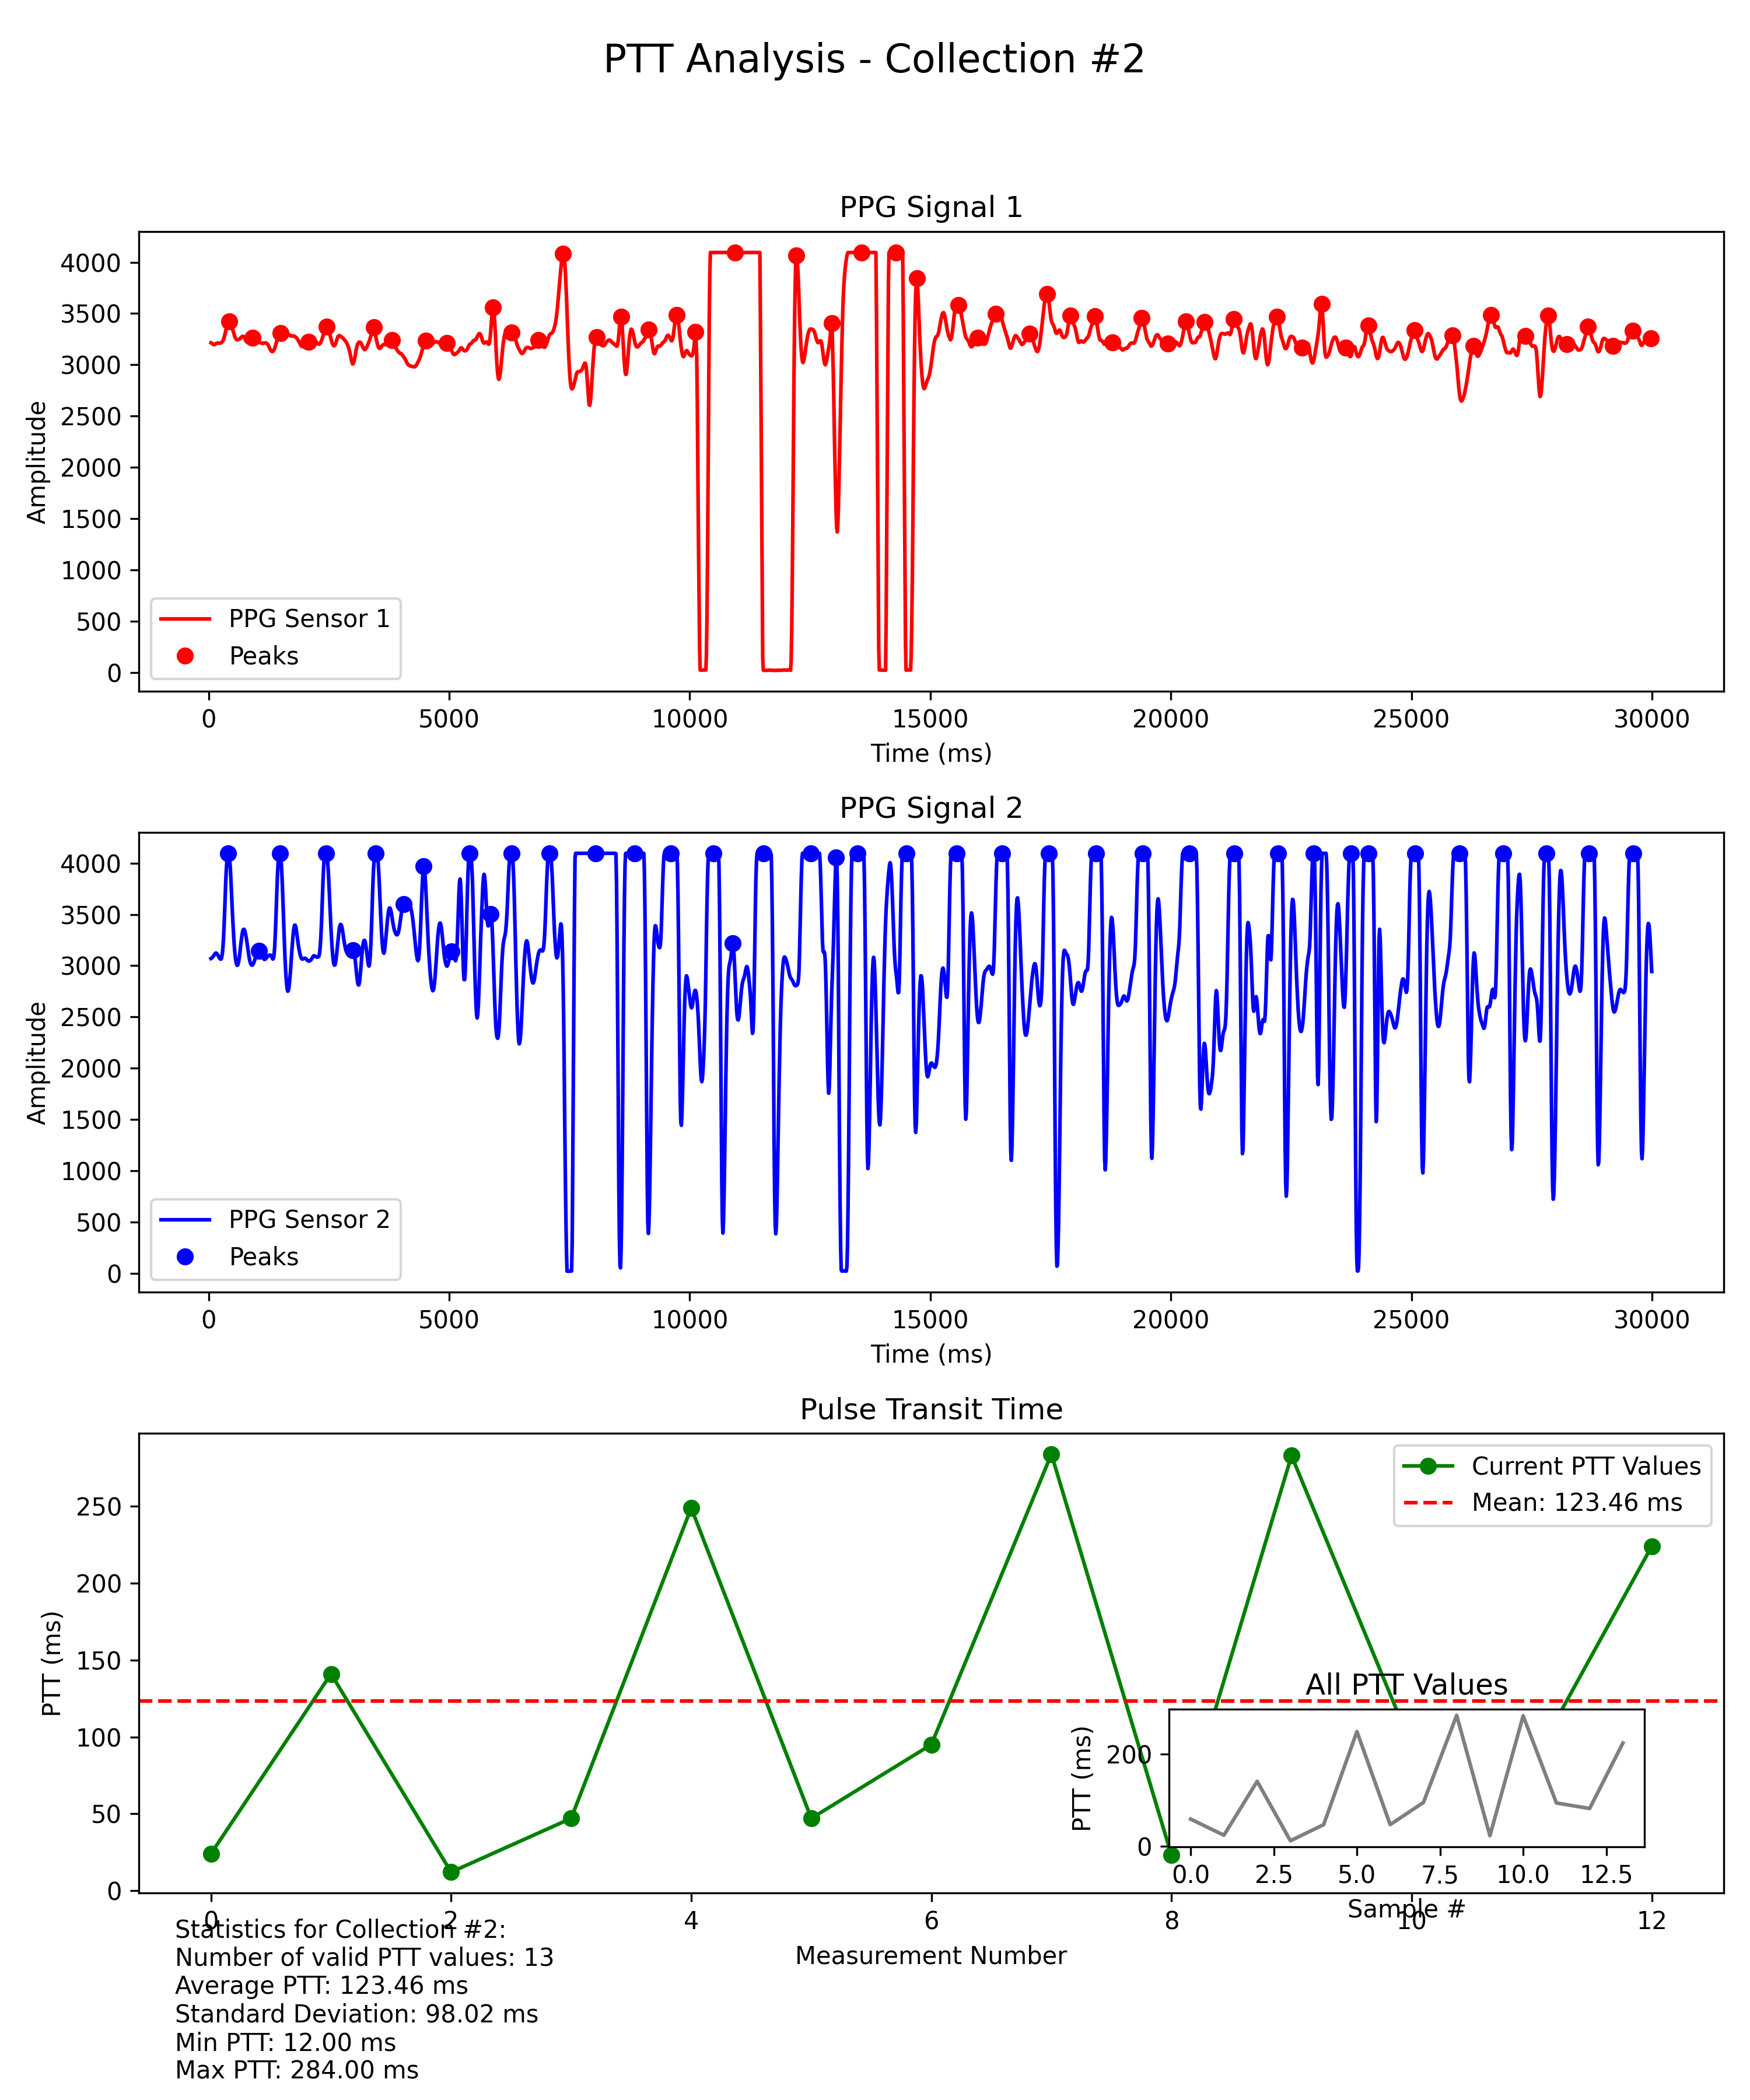 PTT Analysis - Collection #2
PPG Signal 1
Amplitude
4000
3500
3000
2500
2000
1500
1000
500
0
PPG Sensor 1
Peaks
0 5000 10000 15000 20000 25000 30000
Time (ms)
PPG Signal 2
Amplitude
4000
3500
3000
2500
2000
1500
1000
500
0
PPG Sensor 2
Peaks
0 5000 10000 15000 20000 25000 30000
Time (ms)
Pulse Transit Time
PTT (ms)
250
200
150
100
50
0
Current PTT Values
Mean: 123.46 ms
All PTT Values
PTT (ms)
200
0
0.0 2.5 5.0 7.5 10.0 12.5
Sample #
0 2 4 6 8 10 12
Measurement Number
Statistics for Collection #2:
Number of valid PTT values: 13
Average PTT: 123.46 ms
Standard Deviation: 98.02 ms
Min PTT: 12.00 ms
Max PTT: 284.00 ms